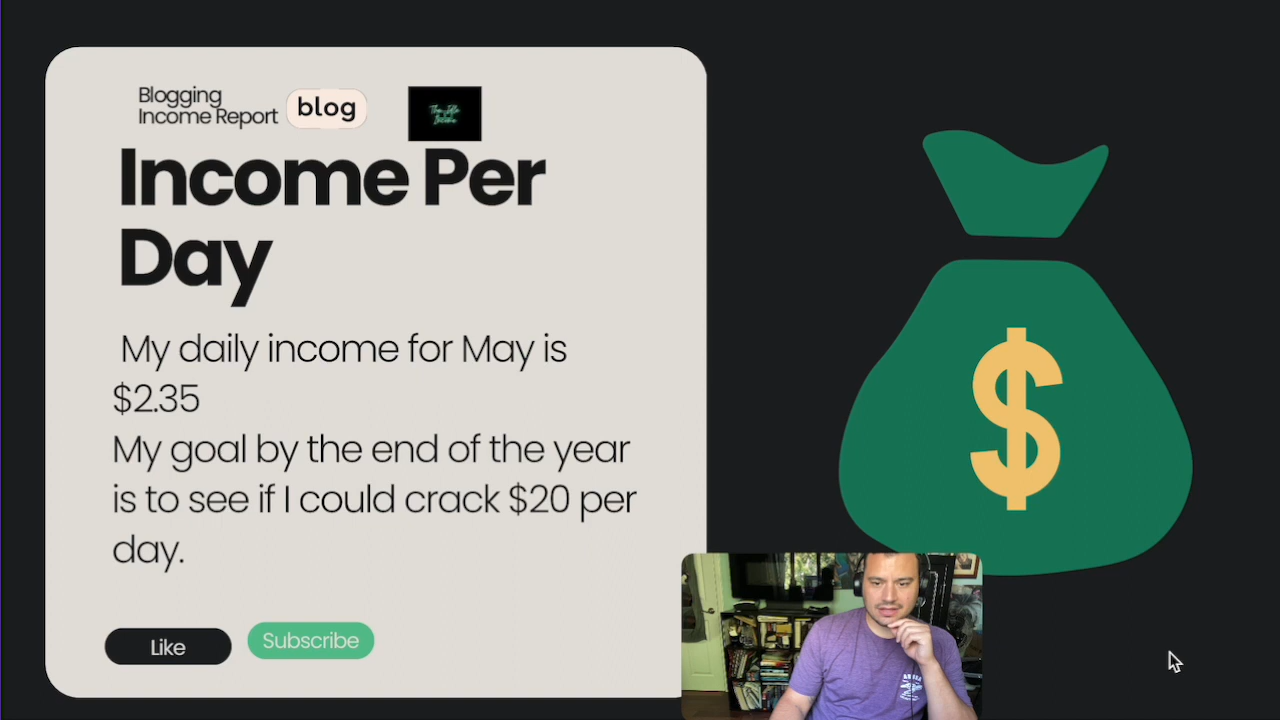 Blogging
Income Report
blog
Income Per
Day
My daily income for May is
$2.35
My goal by the end of the year
is to see if I could crack $20 per
day.
Like
Subscribe
$